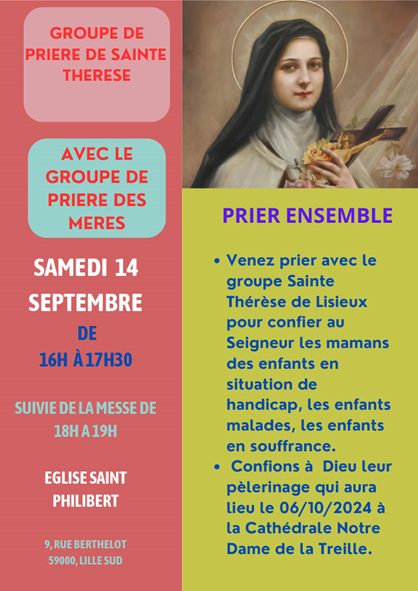 GROUPE DE
PRIERE DE SAINTE
THERESE
AVEC LE
GROUPE DE
PRIERE DES
MERES
SAMEDI 14
SEPTEMBRE
DE
16H À 17H30
SUIVIE DE LA MESSE DE
18H A 19H
EGLISE SAINT
PHILIBERT
9, RUE BERTHELOT
59000, LILLE SUD
PRIER ENSEMBLE
• Venez prier avec le
groupe Sainte
Thérèse de Lisieux
pour confier au
Seigneur les mamans
des enfants en
situation de
handicap, les enfants
malades, les enfants
en souffrance.
• Confions à Dieu leur
pèlerinage qui aura
lieu le 06/10/2024 à
la Cathédrale Notre
Dame de la Treille.